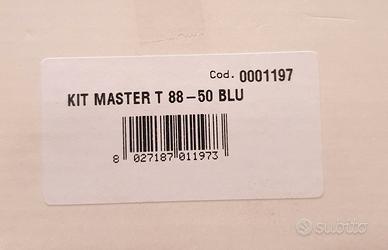 Cod. 0001197
KIT MASTER T 88-50 BLU
8 027187 011973
subito